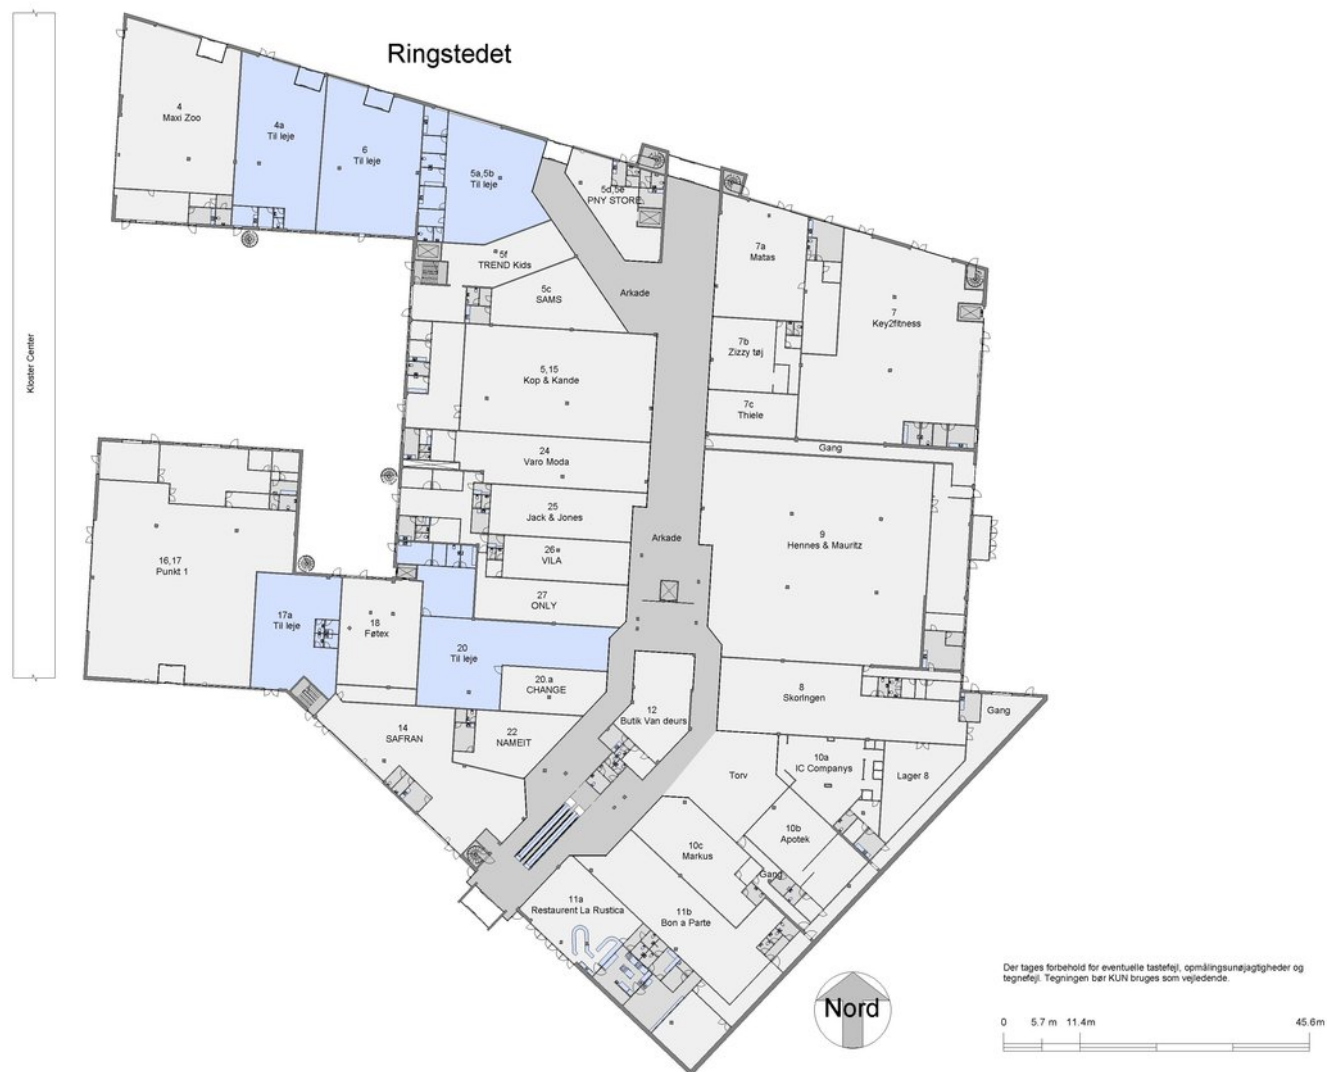 Ringstedet
Kloster Center
4
Maxi Zoo
4a
Til leje
6
Til leje
5a,5b
Til leje
5d,5e
PNY STORE
5f
TREND Kids
5c
SAMS
Arkade
7a
Matas
7
Key2fitness
7b
Zizzy tøj
7c
Thiele
5,15
Kop & Kande
Gang
24
Varo Moda
25
Jack & Jones
26
VILA
27
ONLY
Arkade
9
Hennes & Mauritz
16,17
Punkt 1
17a
Til leje
18
Føtex
20
Til leje
20.a
CHANGE
8
Skoringen
12
Butik Van deurs
14
SAFRAN
22
NAMEIT
Gang
Torv
10a
IC Companys
Lager 8
10b
Apotek
10c
Markus
Gang
11a
Restaurent La Rustica
11b
Bon a Parte
Nord
Der tages forbehold for eventuelle tastefejl, opmålingsunøjagtigheder og
tegnefejl. Tegningen bør KUN bruges som vejledende.
0 5.7 m 11.4m 45.6m